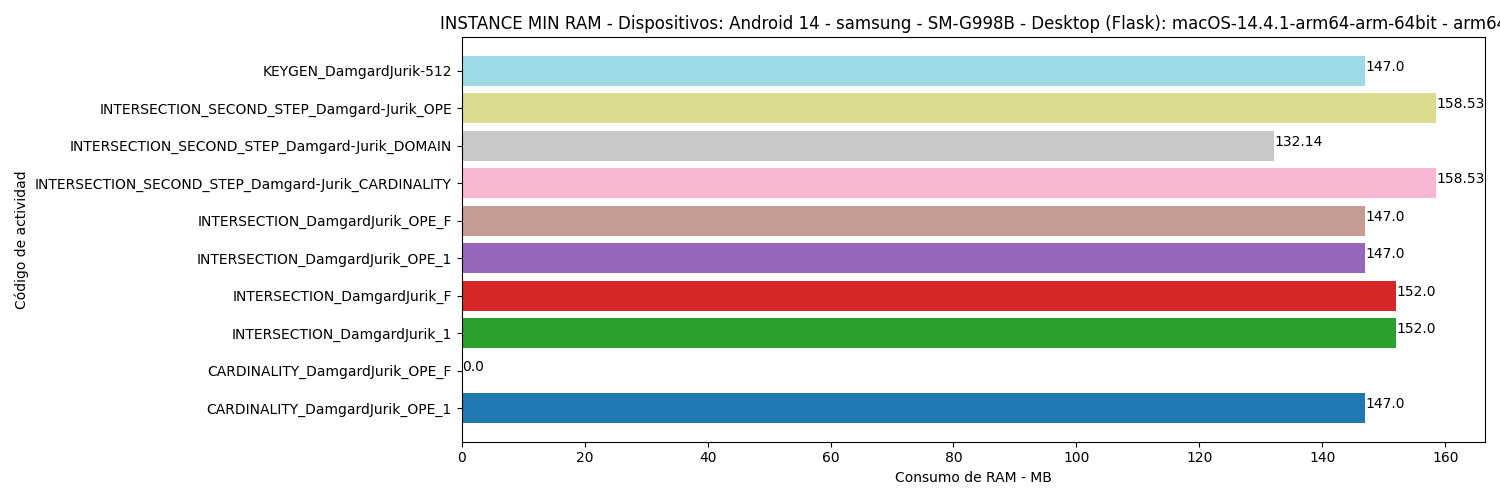 INSTANCE MIN RAM - Dispositivos: Android 14 - samsung - SM-G998B - Desktop (Flask): macOS-14.4.1-arm64-arm-64bit - arm64
Código de actividad
KEYGEN_DamgardJurik-512 147.0
INTERSECTION_SECOND_STEP_Damgard-Jurik_OPE 158.53
INTERSECTION_SECOND_STEP_Damgard-Jurik_DOMAIN 132.14
INTERSECTION_SECOND_STEP_Damgard-Jurik_CARDINALITY 158.53
INTERSECTION_DamgardJurik_OPE_F 147.0
INTERSECTION_DamgardJurik_OPE_1 147.0
INTERSECTION_DamgardJurik_F 152.0
INTERSECTION_DamgardJurik_1 152.0
CARDINALITY_DamgardJurik_OPE_F 0.0
CARDINALITY_DamgardJurik_OPE_1 147.0
0 20 40 60 80 100 120 140 160
Consumo de RAM - MB